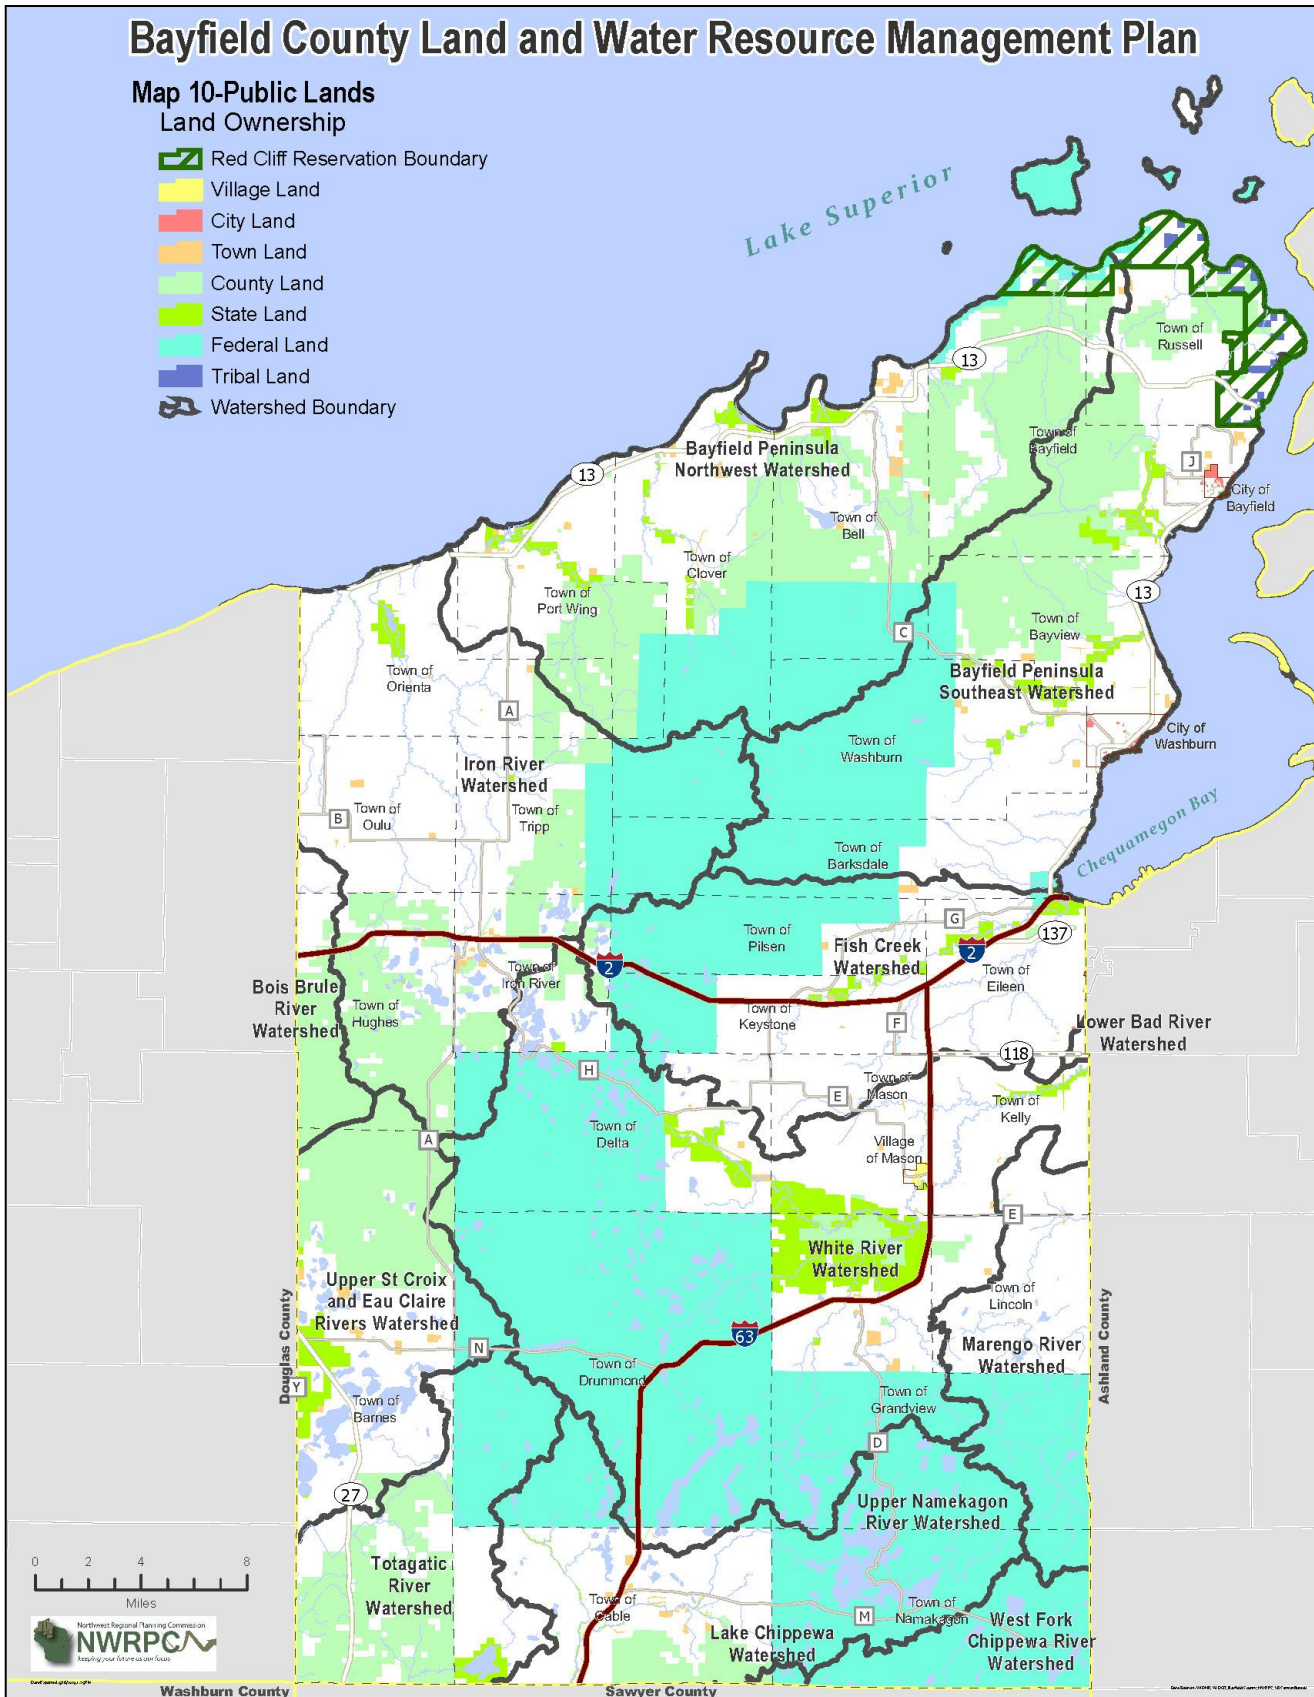 Bayfield County Land and Water Resource Management Plan
Map 10-Public Lands
Land Ownership
Red Cliff Reservation Boundary
Village Land
City Land
Town Land
County Land
State Land
Federal Land
Tribal Land
Watershed Boundary
Lake Superior
13
Town of
Russell
Town of
Bayfield
J
City of
Bayfield
Bayfield Peninsula
Northwest Watershed
13
Town of
Bell
Town of
Clover
Town of
Port Wing
13
Town of
Bayview
C
Town of
Orienta
Bayfield Peninsula
Southeast Watershed
A
City of
Washburn
Town of
Washburn
Iron River
Watershed
Town of
Tripp
B
Town of
Oulu
Chequamegon Bay
Town of
Barksdale
G
Town of
Pilsen
137
Fish Creek
Watershed
2
2
Town of
Iron River
Town of
Eileen
Bois Brule
River
Watershed
Town of
Hughes
Town of
Keystone
F
Lower Bad River
Watershed
118
H
Town of
Mason
E
Town of
Kelly
A
Town of
Delta
Village
of Mason
E
White River
Watershed
Upper St Croix
and Eau Claire
Rivers Watershed
Town of
Lincoln
Douglas County
Ashland County
63
N
Marengo River
Watershed
Town of
Drummond
Y
Town of
Barnes
Town of
Grandview
D
27
Upper Namekagon
River Watershed
Totagatic
River
Watershed
Town of
Cable
M
Town of
Namakagon
West Fork
Chippewa River
Watershed
Lake Chippewa
Watershed
0 2 4 8
Miles
Northwest Regional Planning Commission
NWRPC
keeping your future as our focus
Washburn County
Sawyer County